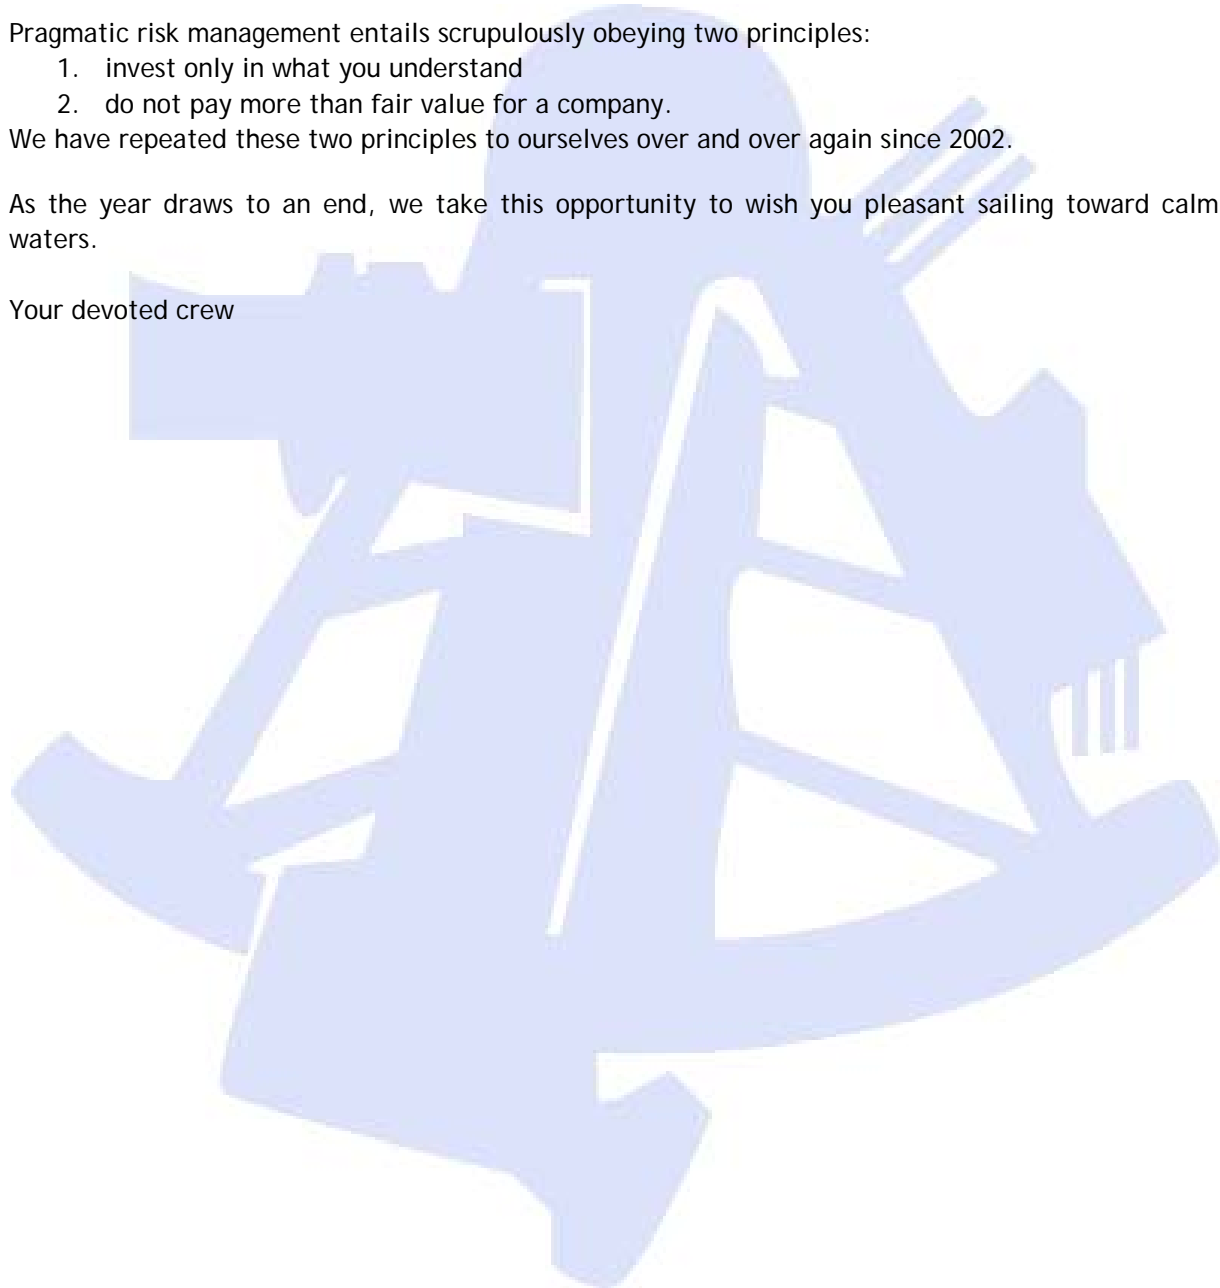 Pragmatic risk management entails scrupulously obeying two principles:
1. invest only in what you understand
2. do not pay more than fair value for a company.
We have repeated these two principles to ourselves over and over again since 2002.
As the year draws to an end, we take this opportunity to wish you pleasant sailing toward calm
waters.
Your devoted crew